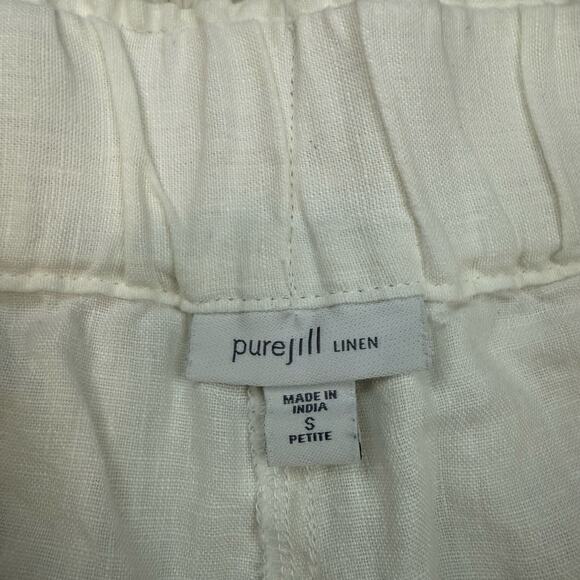 purejill LINEN
MADE IN
INDIA
S
PETITE